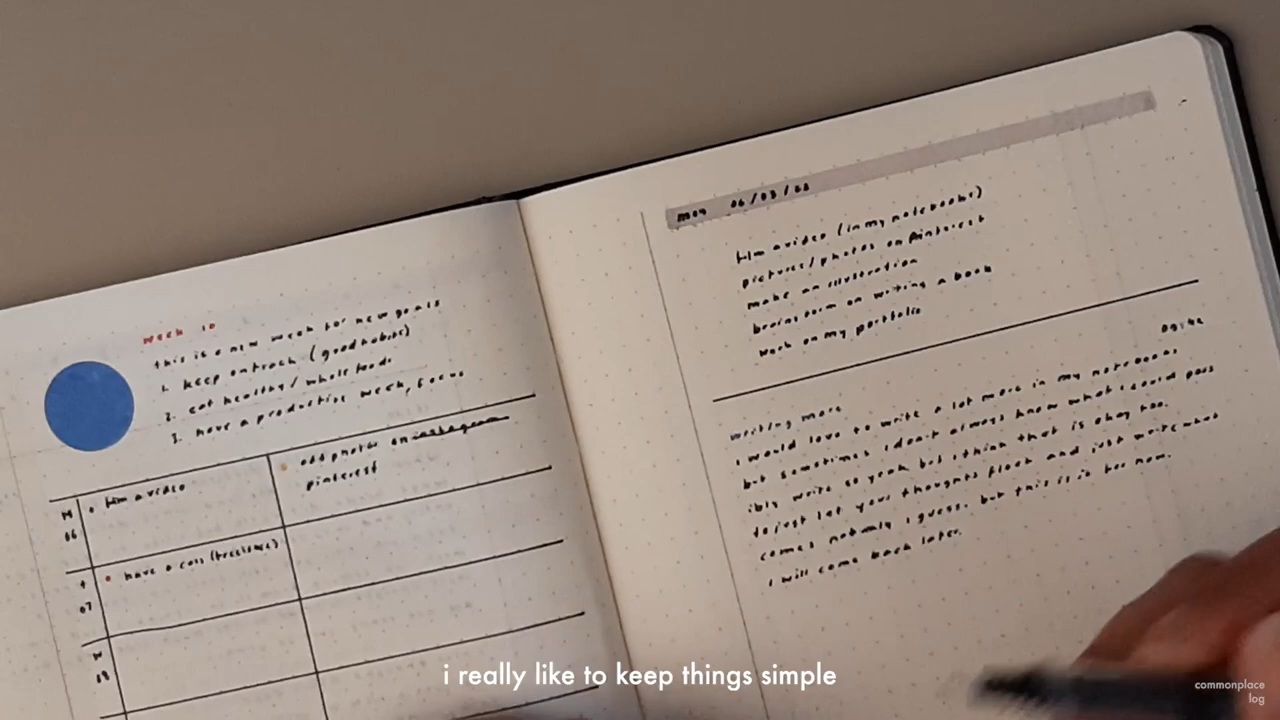 week 10
this is a new week for new goals
1. keep on track (good habits)
2. eat healthy / whole foods
3. have a productive week, focus
M
06
• film a video
• add photos on instagram
pinterest
T
07
• have a call (freelance)
W
08
mon 06 / 03 /
film a video (in my notebooks)
pictures / photos on Pinterest
make an illustration
brainstorm on writing a book
work on my portfolio
writing more
i would love to write a lot more in my notebooks
but sometimes i don't always know what i could poss
ibly write so yeah but i think that is okay too.
to just let your thoughts flow and just write what
comes i guess. but this is it for now.
i will come back later.
i really like to keep things simple
commonplace
log